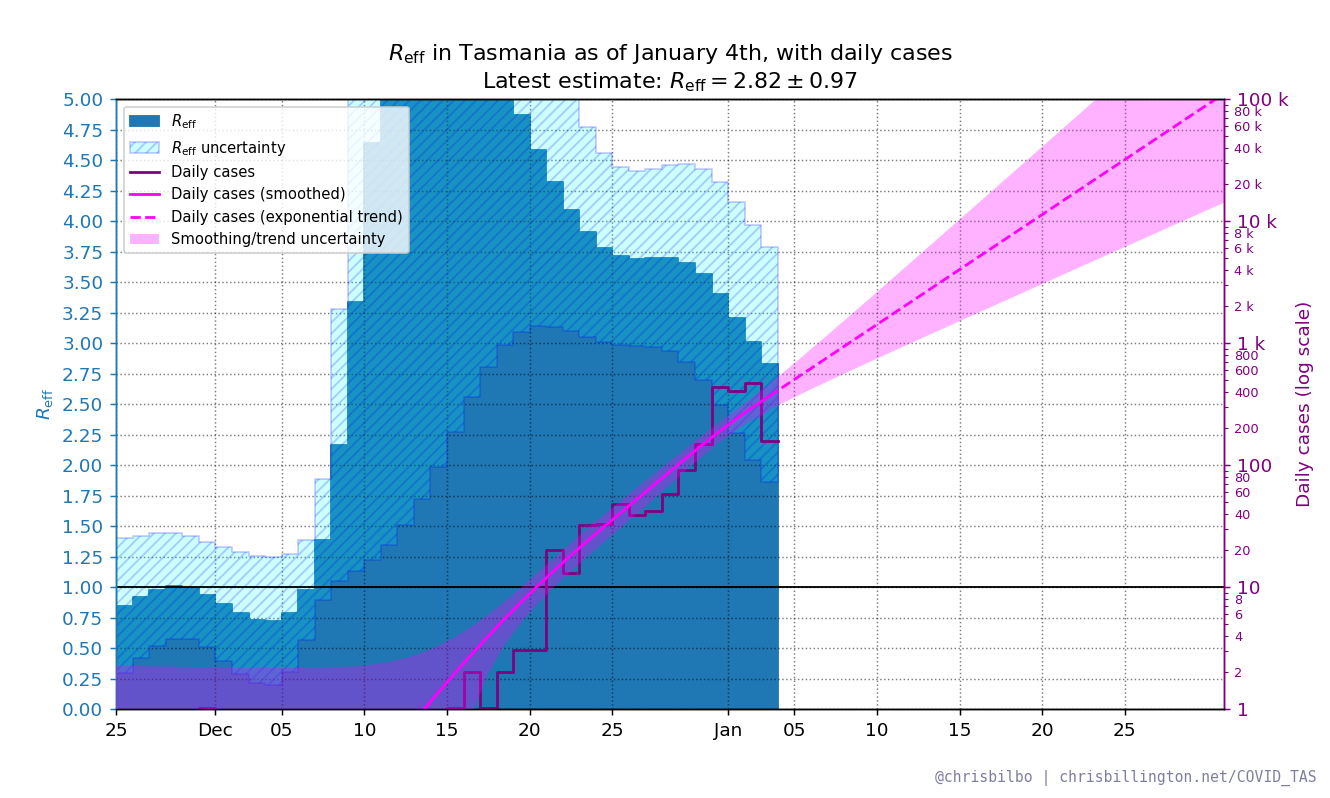 R_eff in Tasmania as of January 4th, with daily cases
Latest estimate: R_eff = 2.82 ± 0.97
R_eff
R_eff uncertainty
Daily cases
Daily cases (smoothed)
Daily cases (exponential trend)
Smoothing/trend uncertainty
5.00
4.75
4.50
4.25
4.00
3.75
3.50
3.25
3.00
2.75
2.50
2.25
2.00
1.75
1.50
1.25
1.00
0.75
0.50
0.25
0.00
R_eff
100 k
80 k
60 k
40 k
20 k
10 k
8 k
6 k
4 k
2 k
1 k
800
600
400
200
100
80
60
40
20
10
8
6
4
2
1
Daily cases (log scale)
25 Dec 05 10 15 20 25 Jan 05 10 15 20 25
@chrisbilbo | chrisbillington.net/COVID_TAS